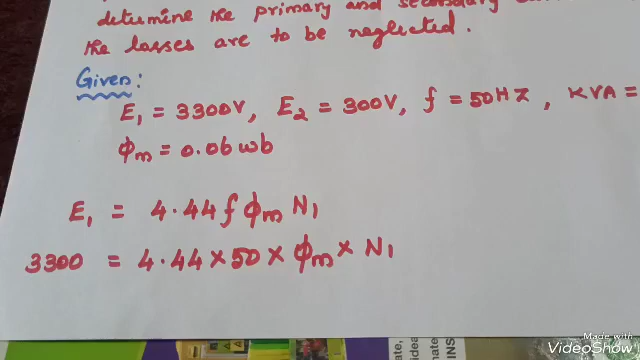 determine the primary and secondary
the losses are to be neglected.
Given:
E₁ = 3300V, E₂ = 300V, f = 50HZ, KVA =
ϕm = 0.06 wb
E₁ = 4.44 f ϕm N₁
3300 = 4.44 × 50 × ϕm × N₁
Made with
VideoShow